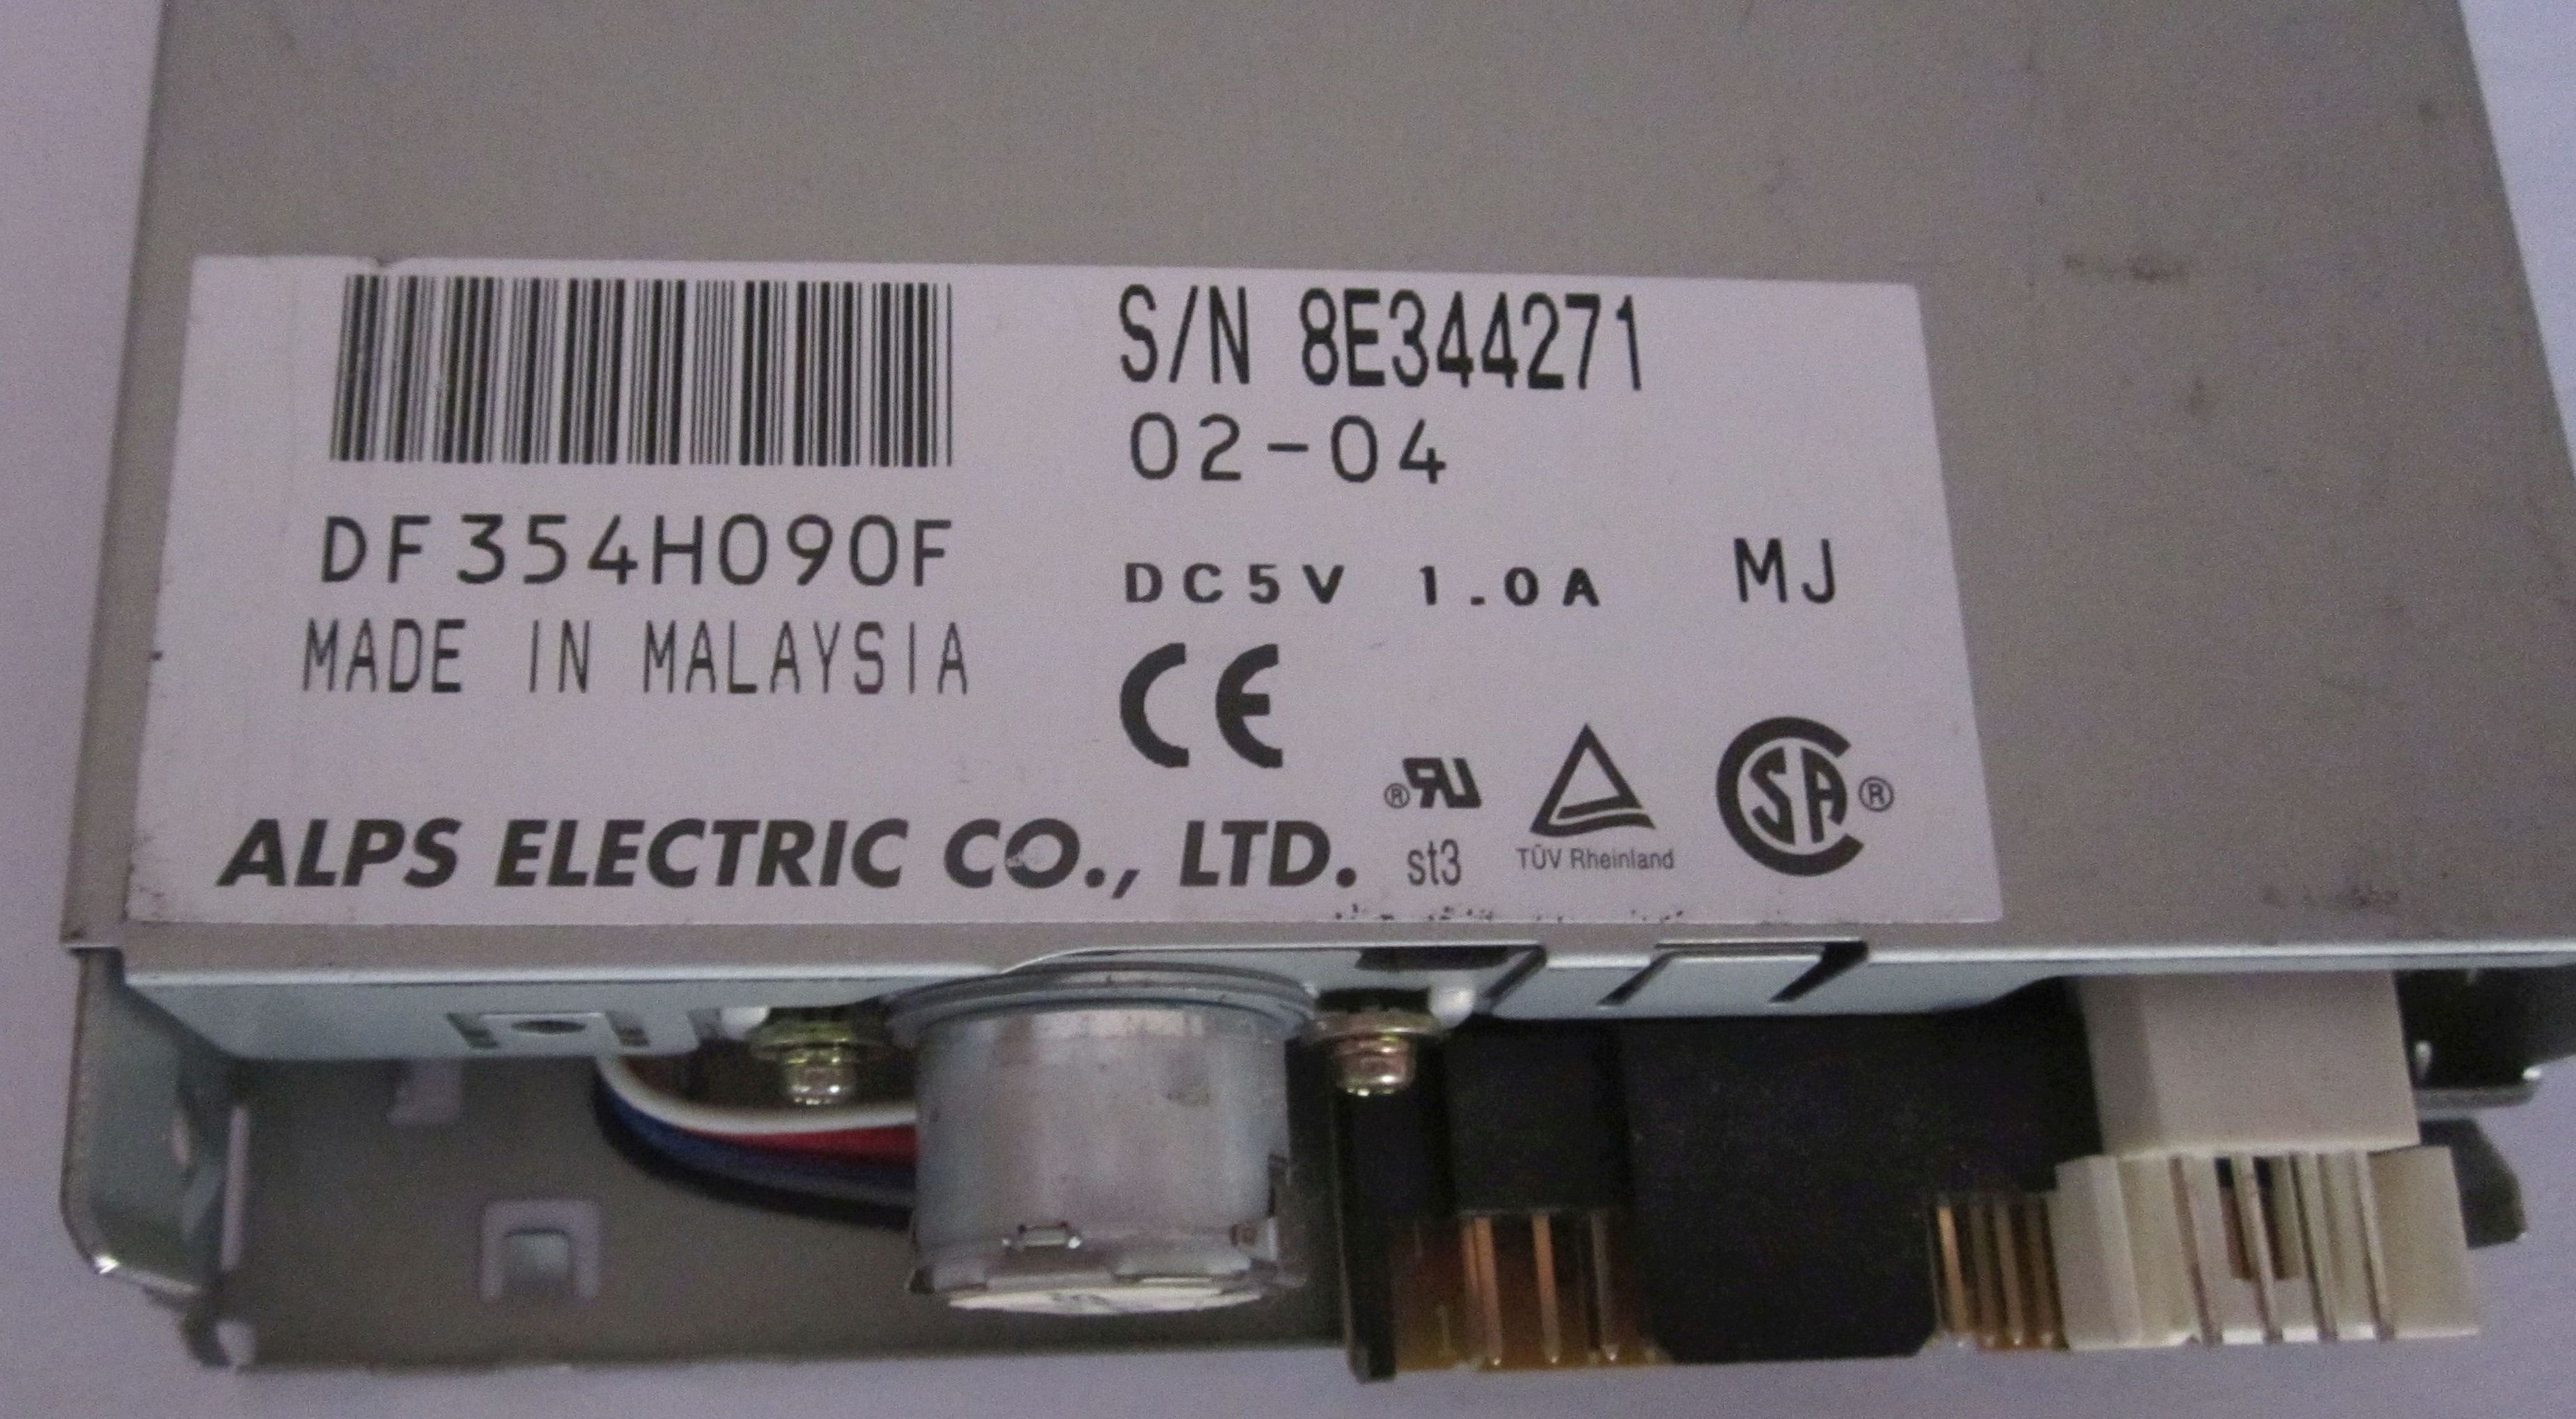 S/N 8E344271
02-04
DF354H090F
DC5V 1.0A MJ
MADE IN MALAYSIA
CE
®RU
SA®
ALPS ELECTRIC CO., LTD.
st3
TÜV Rheinland